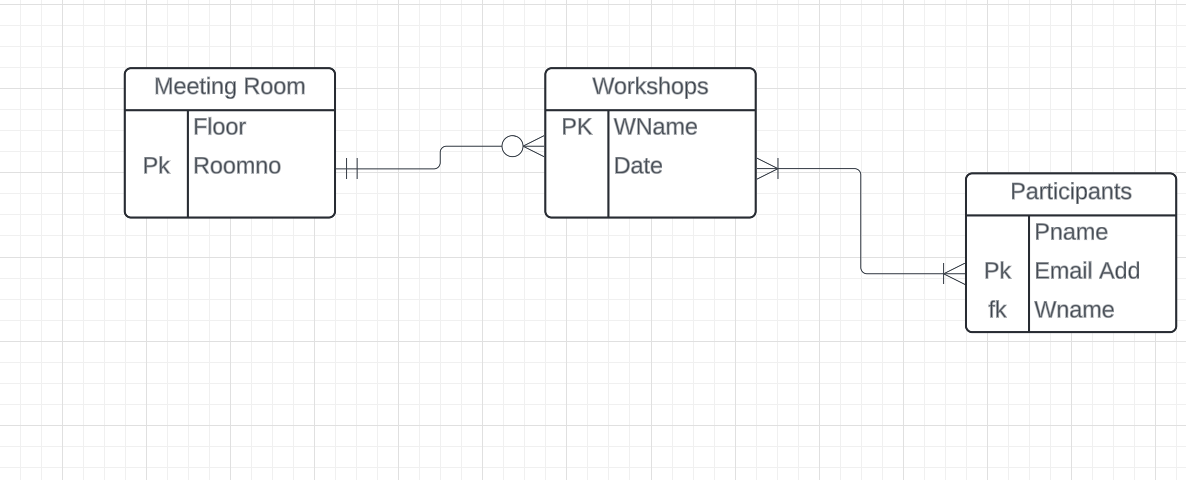 Meeting Room
Floor
Pk Roomno
Workshops
PK WName
Date
Participants
Pname
Pk Email Add
fk Wname